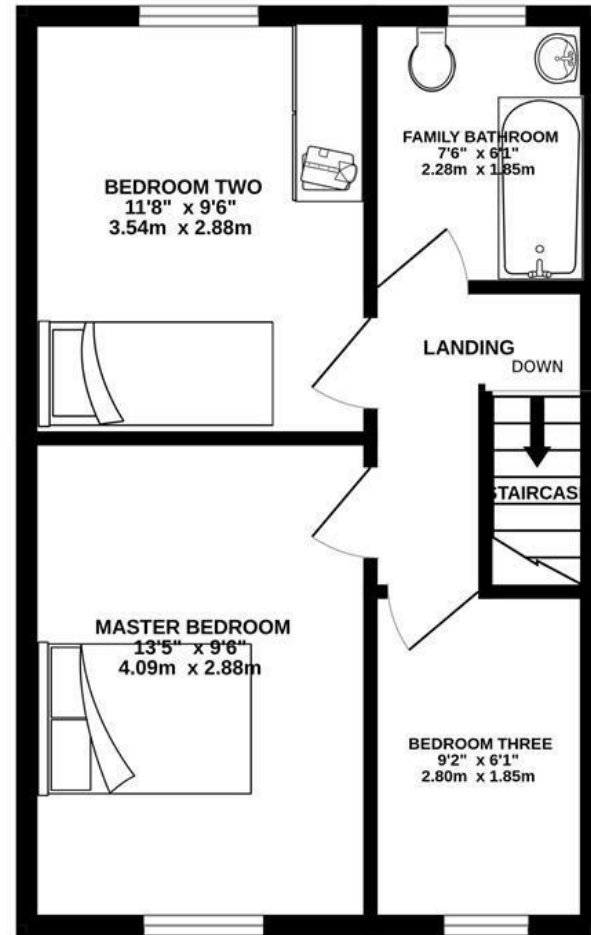 FAMILY BATHROOM
7'6" x 6'1"
2.28m x 1.85m
BEDROOM TWO
11'8" x 9'6"
3.54m x 2.88m
LANDING
DOWN
STAIRCASE
MASTER BEDROOM
13'5" x 9'6"
4.09m x 2.88m
BEDROOM THREE
9'2" x 6'1"
2.80m x 1.85m